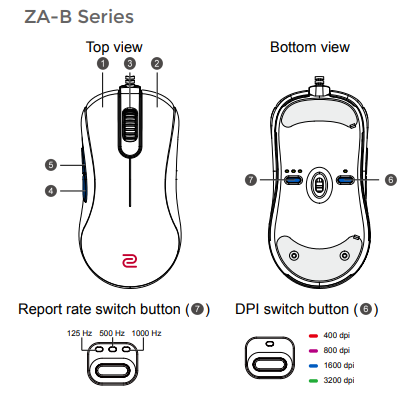 ZA-B Series
Top view
Bottom view
1
3
2
5
4
7
6
Report rate switch button (7)
DPI switch button (6)
125 Hz 500 Hz 1000 Hz
400 dpi
800 dpi
1600 dpi
3200 dpi